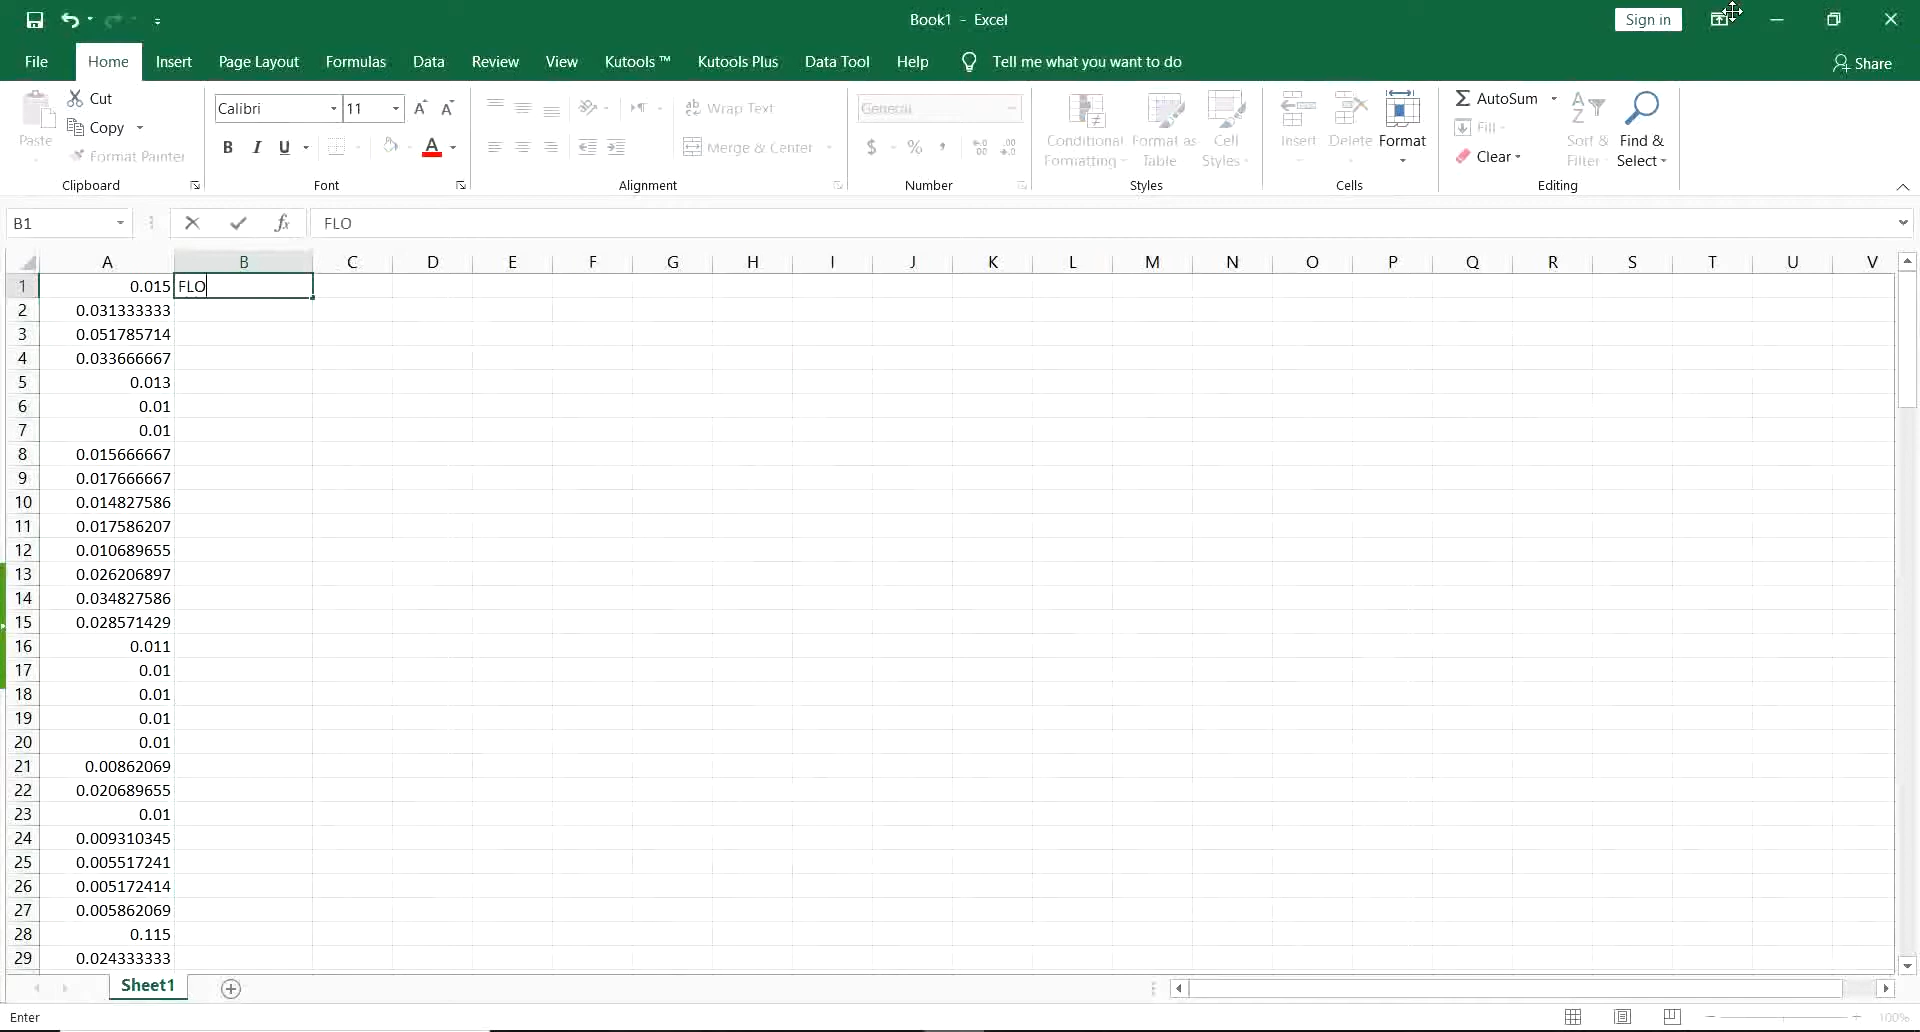 Book1 - Excel
Sign in
File Home Insert Page Layout Formulas Data Review View Kutools ™ Kutools Plus Data Tool Help Tell me what you want to do Share
Paste
Cut
Copy
Format Painter
Clipboard
Calibri 11
B I U A
Font
ab Wrap Text
Merge & Center
Alignment
General
$ % ,
Number
Conditional Formatting
Format as Table
Cell Styles
Styles
Insert Delete Format
Cells
AutoSum
Fill
Clear
Sort & Filter
Find & Select
Editing
B1 fx FLO
A B C D E F G H I J K L M N O P Q R S T U V
1 0.015 FLO
2 0.031333333
3 0.051785714
4 0.033666667
5 0.013
6 0.01
7 0.01
8 0.015666667
9 0.017666667
10 0.014827586
11 0.017586207
12 0.010689655
13 0.026206897
14 0.034827586
15 0.028571429
16 0.011
17 0.01
18 0.01
19 0.01
20 0.01
21 0.00862069
22 0.020689655
23 0.01
24 0.009310345
25 0.005517241
26 0.005172414
27 0.005862069
28 0.115
29 0.024333333
Sheet1
Enter 100%